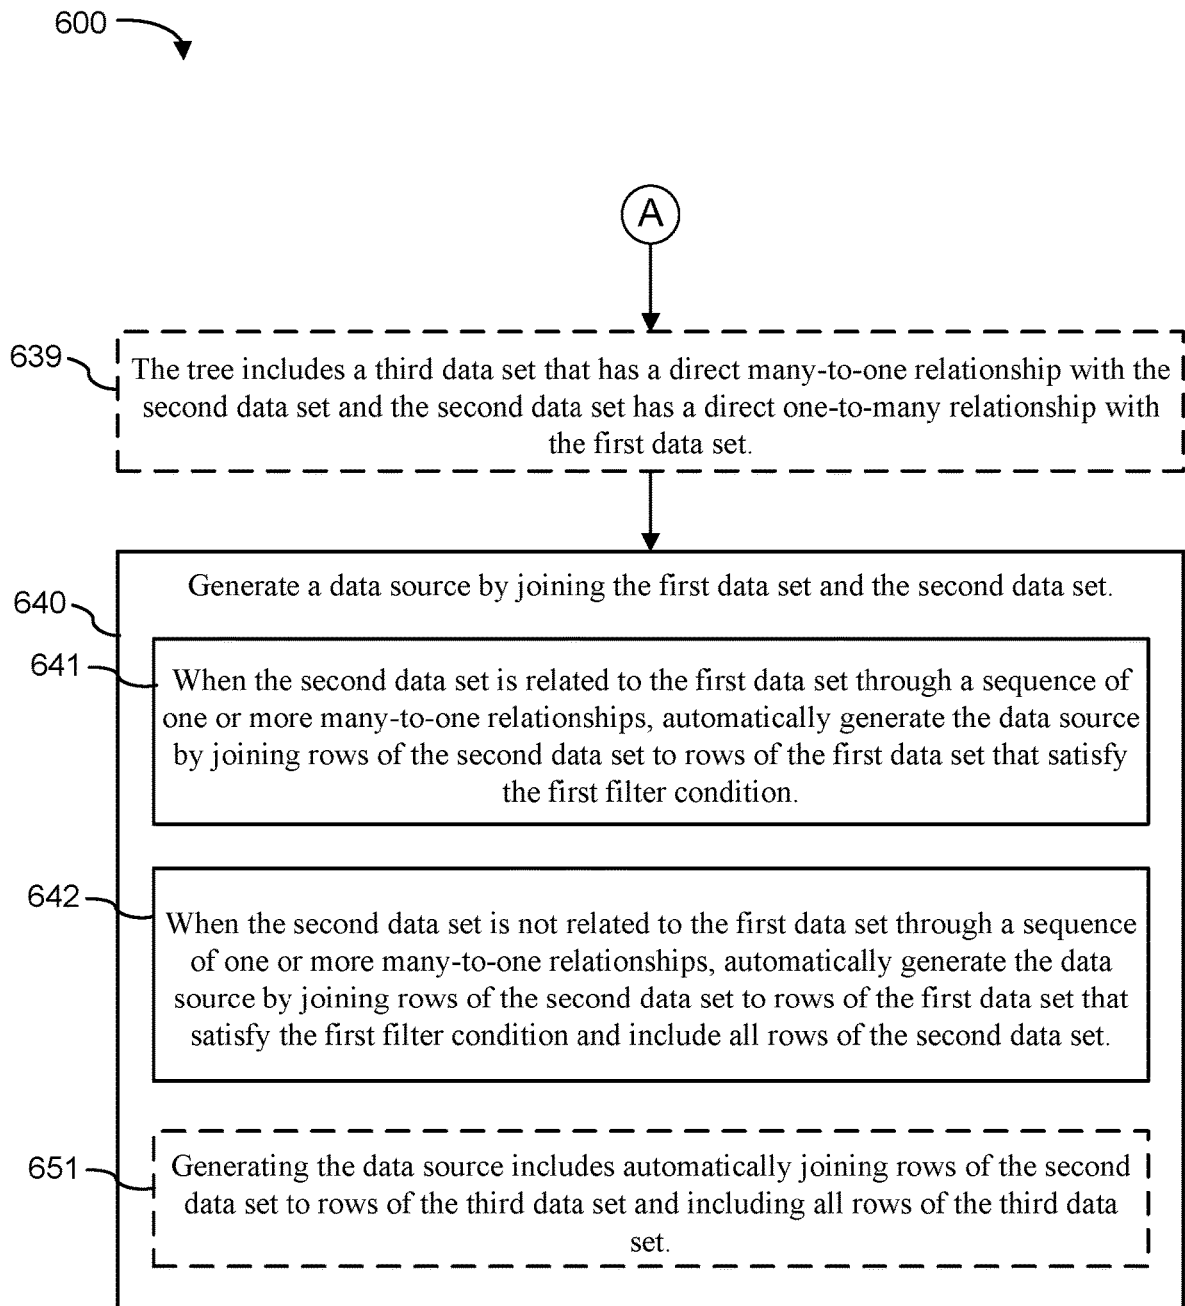 600
A
639
The tree includes a third data set that has a direct many-to-one relationship with the
second data set and the second data set has a direct one-to-many relationship with
the first data set.
640
Generate a data source by joining the first data set and the second data set.
641
When the second data set is related to the first data set through a sequence of
one or more many-to-one relationships, automatically generate the data source
by joining rows of the second data set to rows of the first data set that satisfy
the first filter condition.
642
When the second data set is not related to the first data set through a sequence
of one or more many-to-one relationships, automatically generate the data
source by joining rows of the second data set to rows of the first data set that
satisfy the first filter condition and include all rows of the second data set.
651
Generating the data source includes automatically joining rows of the second
data set to rows of the third data set and including all rows of the third data
set.